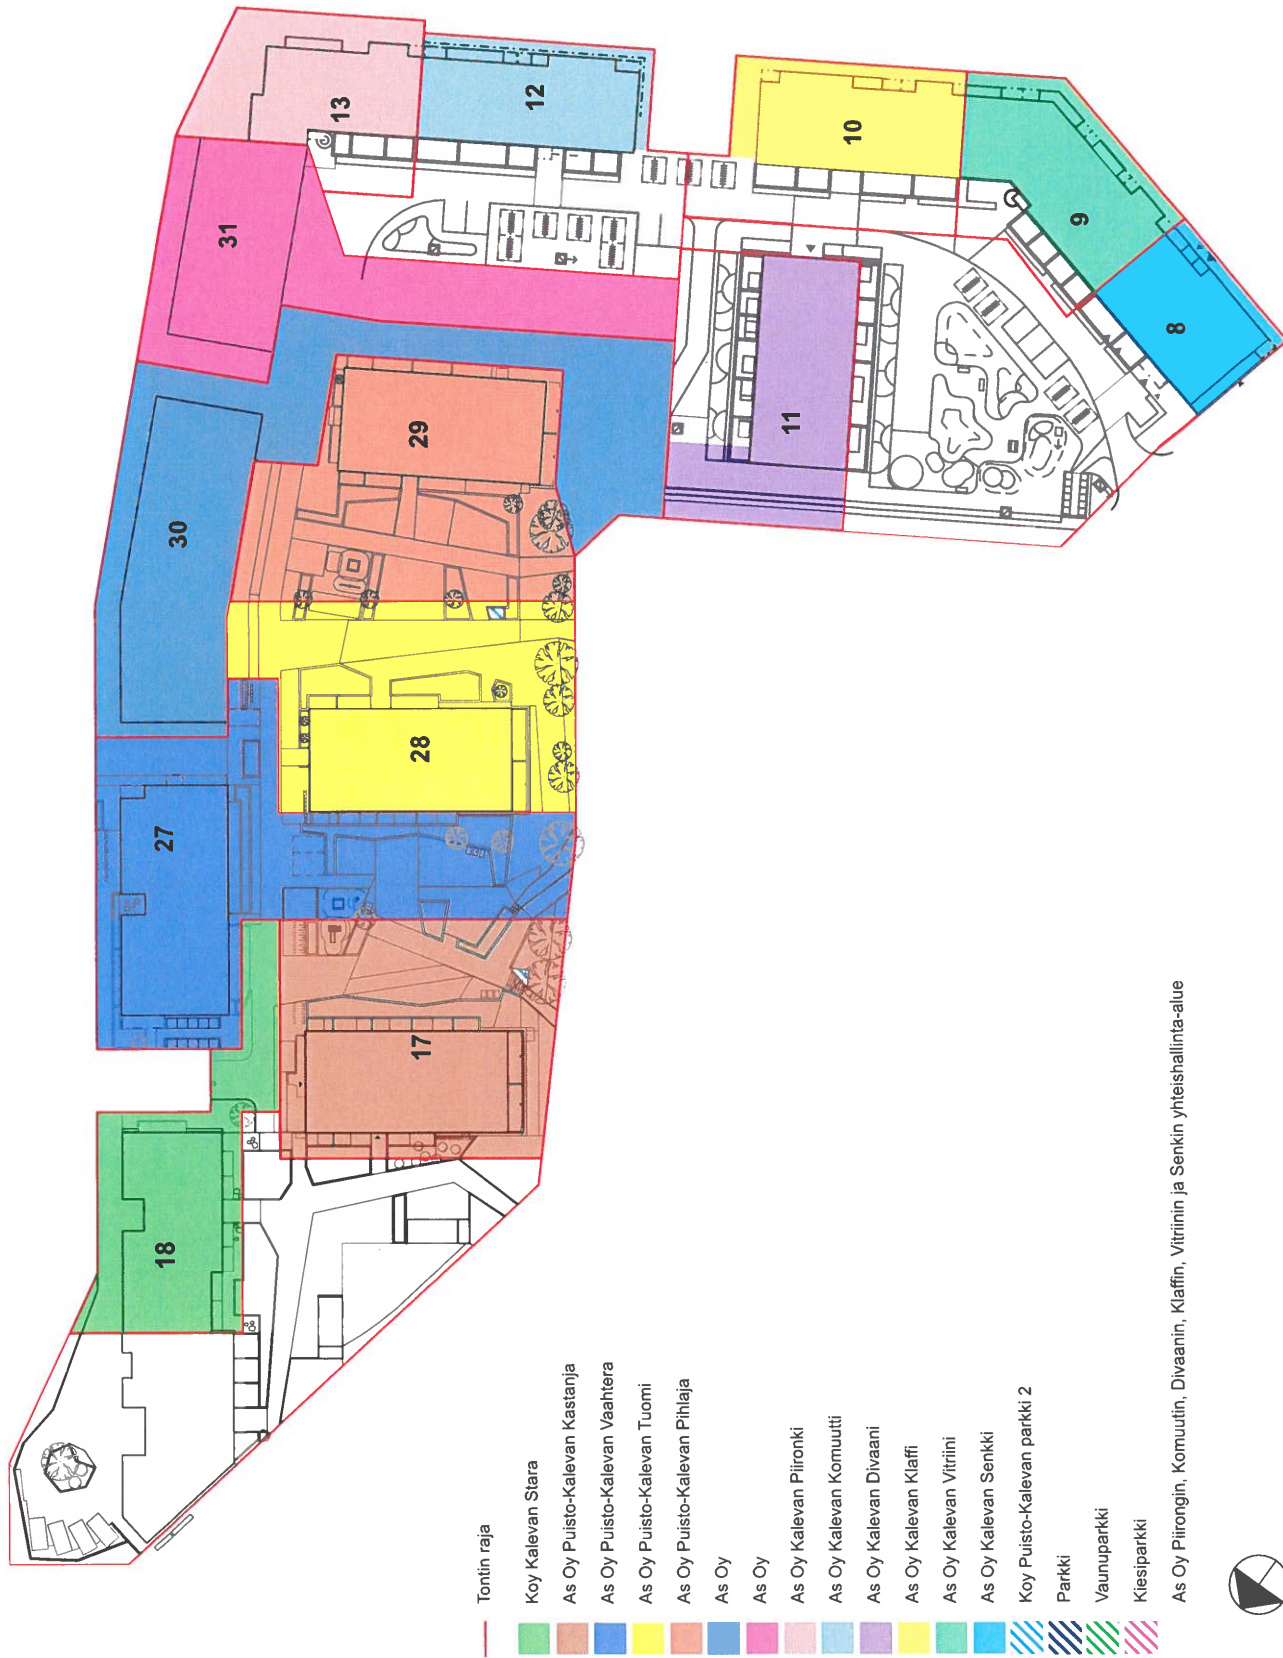 13
12
31
10
9
8
11
29
30
28
27
17
18
Tontin raja
Koy Kalevan Stara
As Oy Puisto-Kalevan Kastanja
As Oy Puisto-Kalevan Vaahtera
As Oy Puisto-Kalevan Tuomi
As Oy Puisto-Kalevan Pihlaja
As Oy
As Oy
As Oy Kalevan Piironki
As Oy Kalevan Komuutti
As Oy Kalevan Divaani
As Oy Kalevan Klaffi
As Oy Kalevan Vitriini
As Oy Kalevan Senkki
Koy Puisto-Kalevan parkki 2
Parkki
Vaunuparkki
Kiesiparkki
As Oy Piirongin, Komuutin, Divaanin, Klaffin, Vitriinin ja Senkin yhteishallinta-alue